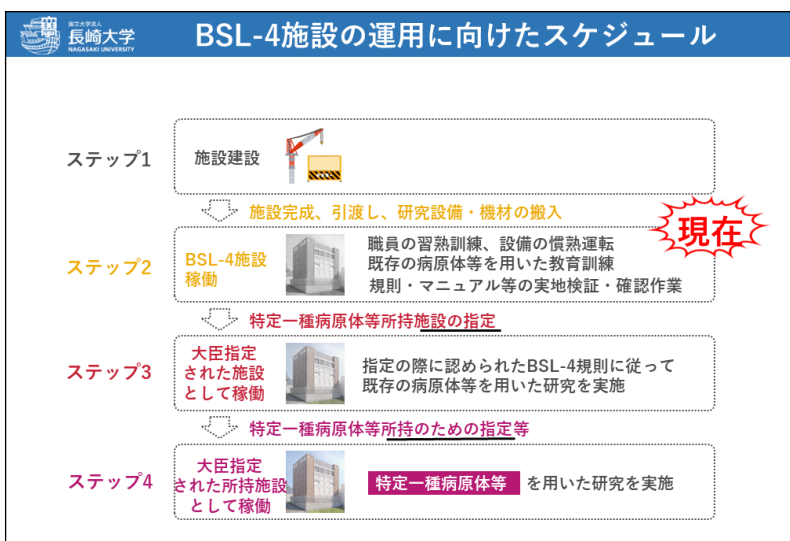 国立大学法人
長崎大学
NAGASAKI UNIVERSITY
BSL-4施設の運用に向けたスケジュール
ステップ1
施設建設
施設完成、引渡し、研究設備・機材の搬入
現在
ステップ2
BSL-4施設
稼働
職員の習熟訓練、設備の慣熟運転
既存の病原体等を用いた教育訓練
規則・マニュアル等の実地検証・確認作業
特定一種病原体等所持施設の指定
ステップ3
大臣指定
された施設
として稼働
指定の際に認められたBSL-4規則に従って
既存の病原体等を用いた研究を実施
特定一種病原体等所持のための指定等
ステップ4
大臣指定
された所持施設
として稼働
特定一種病原体等 を用いた研究を実施